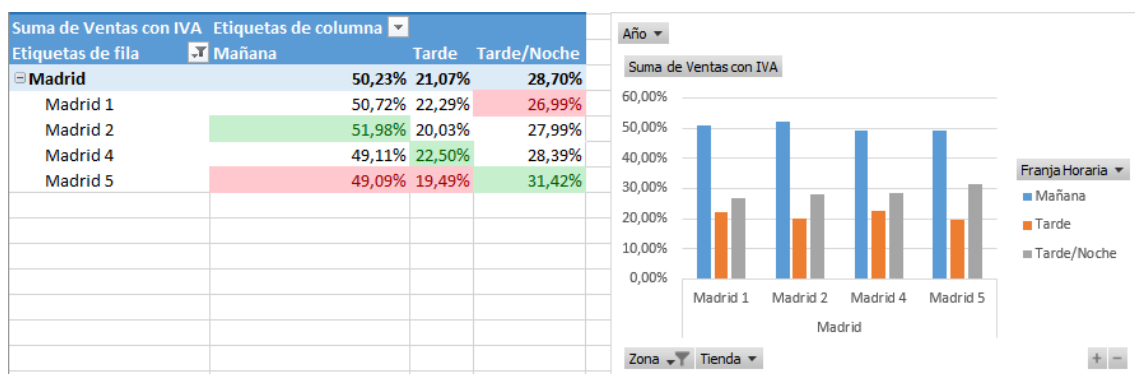 Suma de Ventas con IVA Etiquetas de columna
Etiquetas de fila Mañana Tarde Tarde/Noche
Madrid 50,23% 21,07% 28,70%
Madrid 1 50,72% 22,29% 26,99%
Madrid 2 51,98% 20,03% 27,99%
Madrid 4 49,11% 22,50% 28,39%
Madrid 5 49,09% 19,49% 31,42%
Año
Suma de Ventas con IVA
60,00%
50,00%
40,00%
30,00%
20,00%
10,00%
0,00%
Madrid 1 Madrid 2 Madrid 4 Madrid 5
Madrid
Franja Horaria
Mañana
Tarde
Tarde/Noche
Zona Tienda
+ −